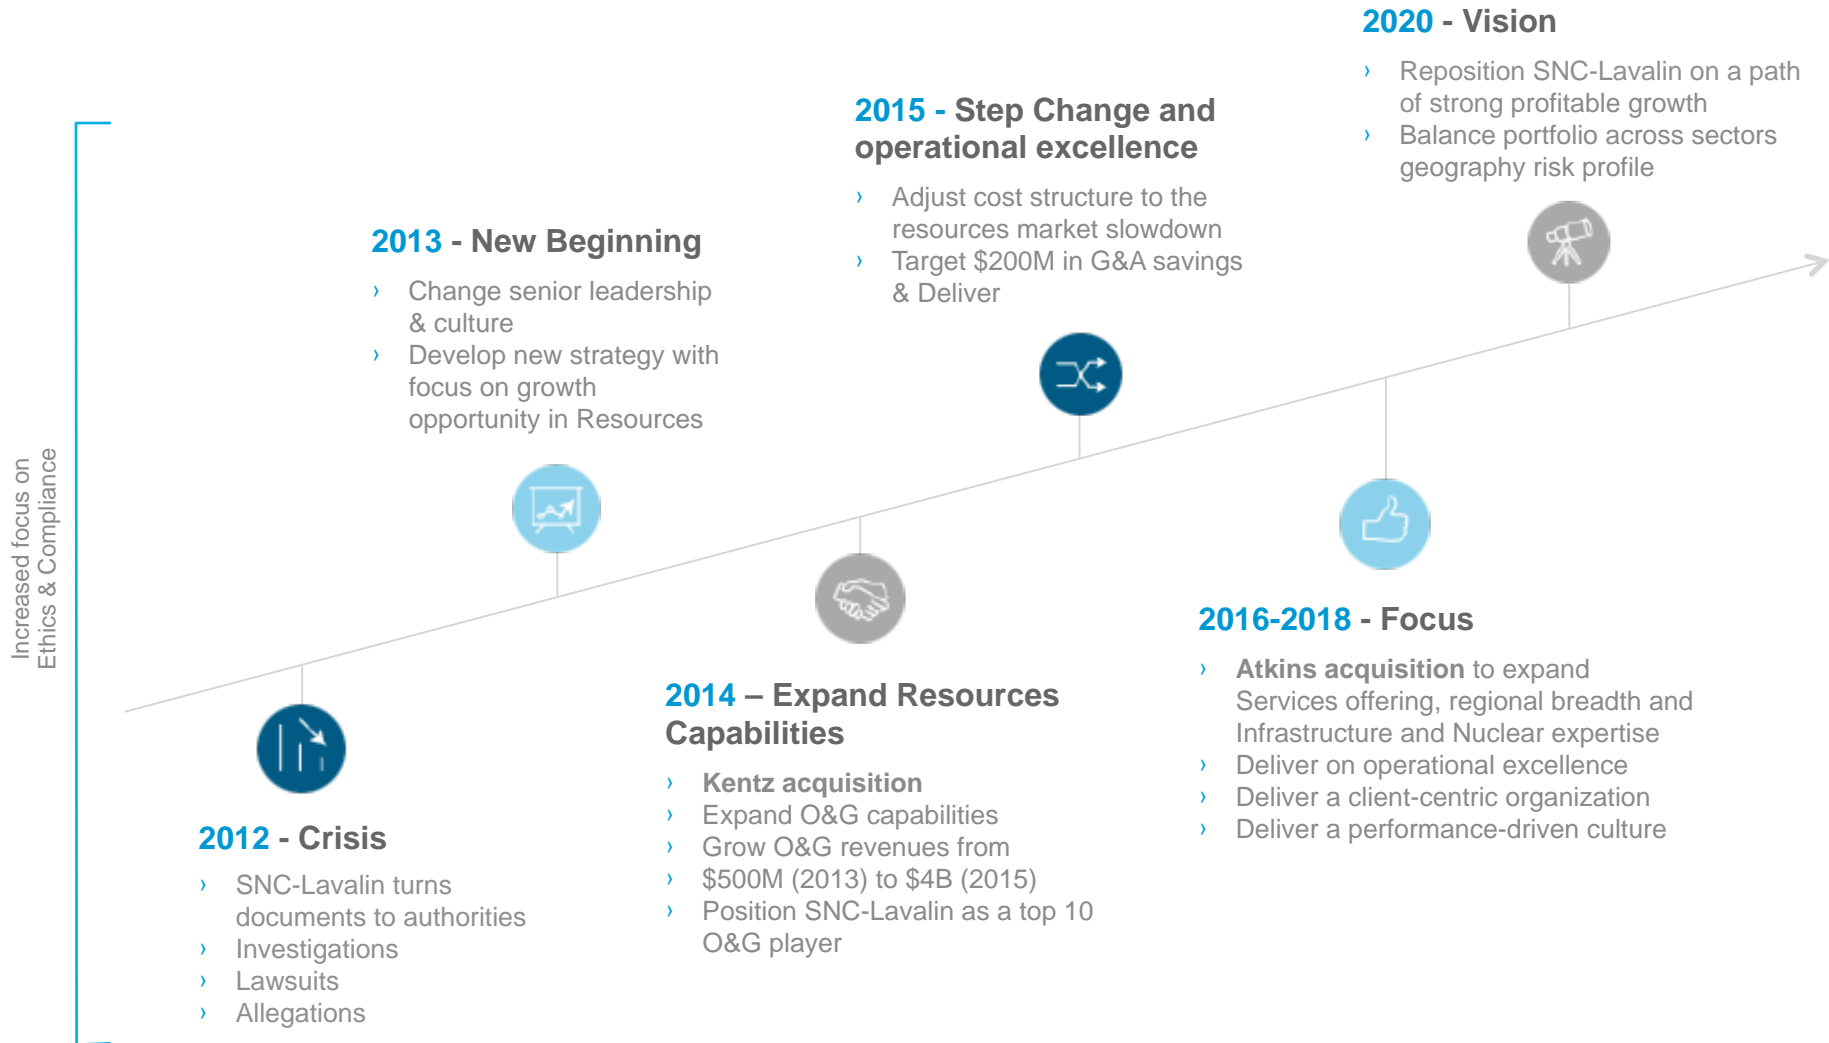 2020 - Vision
› Reposition SNC-Lavalin on a path
of strong profitable growth
› Balance portfolio across sectors
geography risk profile
2015 - Step Change and
operational excellence
› Adjust cost structure to the
resources market slowdown
› Target $200M in G&A savings
& Deliver
2013 - New Beginning
› Change senior leadership
& culture
› Develop new strategy with
focus on growth
opportunity in Resources
Increased focus on
Ethics & Compliance
2012 - Crisis
› SNC-Lavalin turns
documents to authorities
› Investigations
› Lawsuits
› Allegations
2014 – Expand Resources
Capabilities
› Kentz acquisition
› Expand O&G capabilities
› Grow O&G revenues from
› $500M (2013) to $4B (2015)
› Position SNC-Lavalin as a top 10
O&G player
2016-2018 - Focus
› Atkins acquisition to expand
Services offering, regional breadth and
Infrastructure and Nuclear expertise
› Deliver on operational excellence
› Deliver a client-centric organization
› Deliver a performance-driven culture